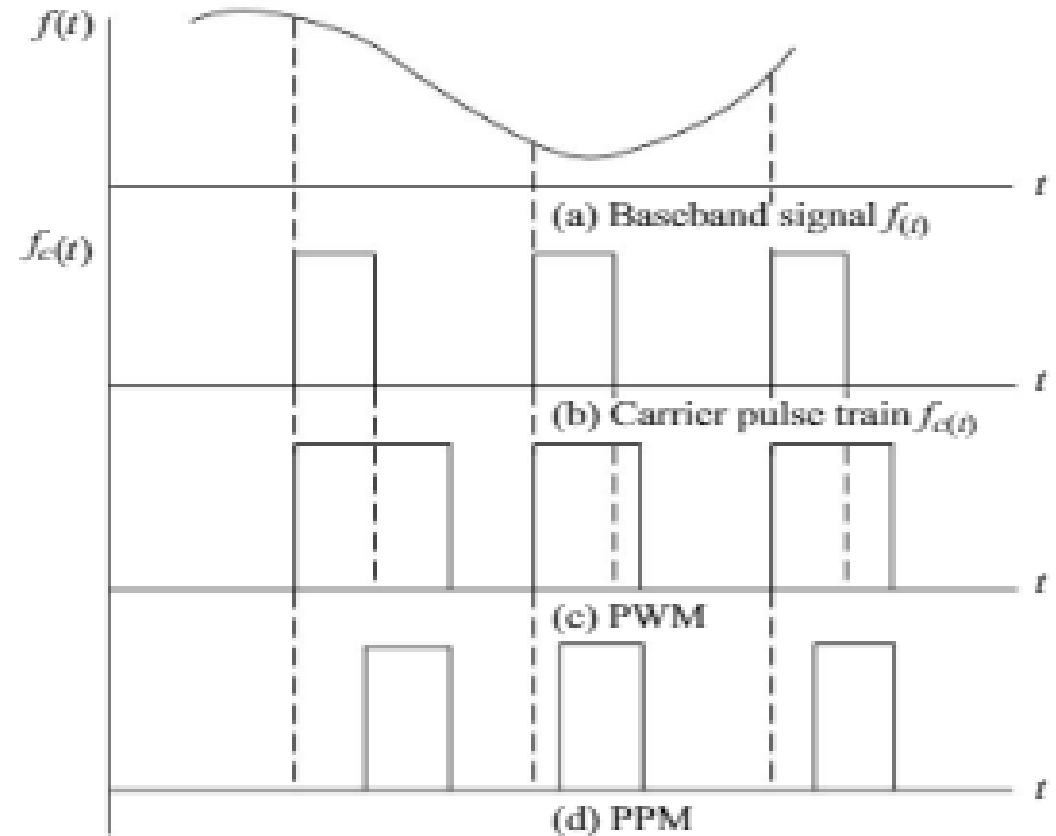 f(t)
t
(a) Baseband signal f(t)
fc(t)
t
(b) Carrier pulse train fc(t)
t
(c) PWM
t
(d) PPM